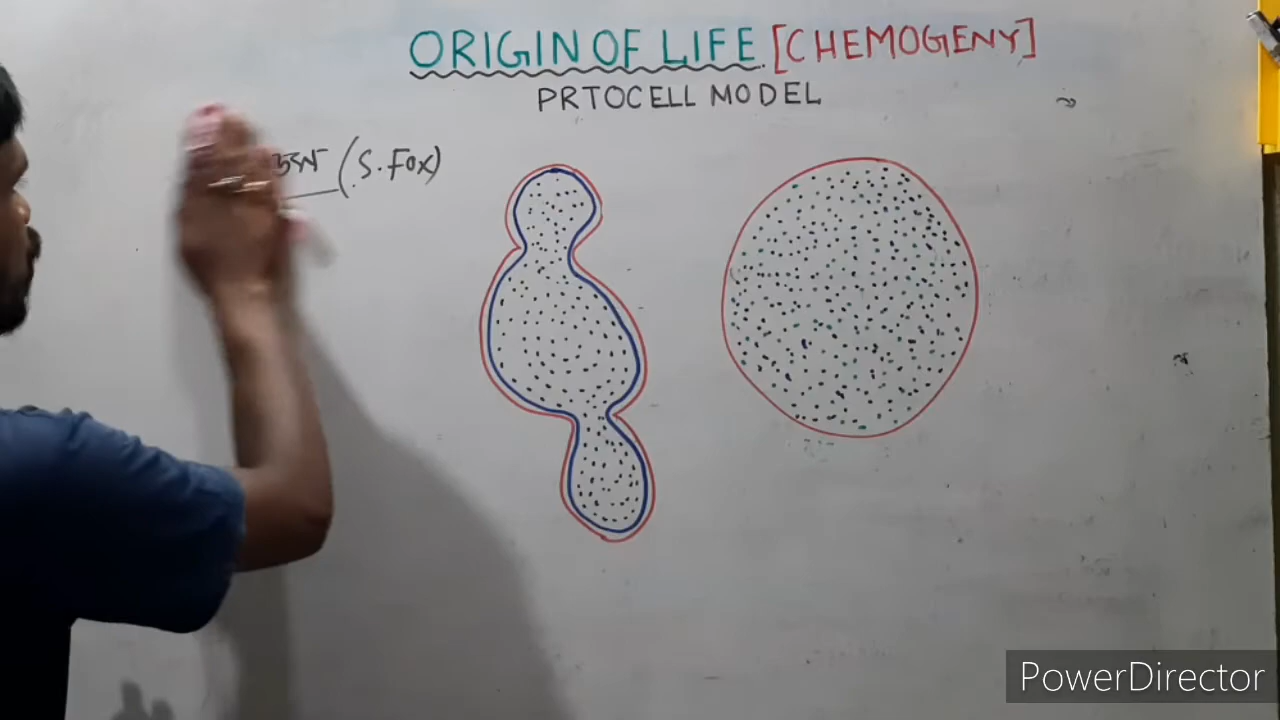 ORIGIN OF LIFE [CHEMOGENY]
PRTOCELL MODEL
(S. FOX)
PowerDirector